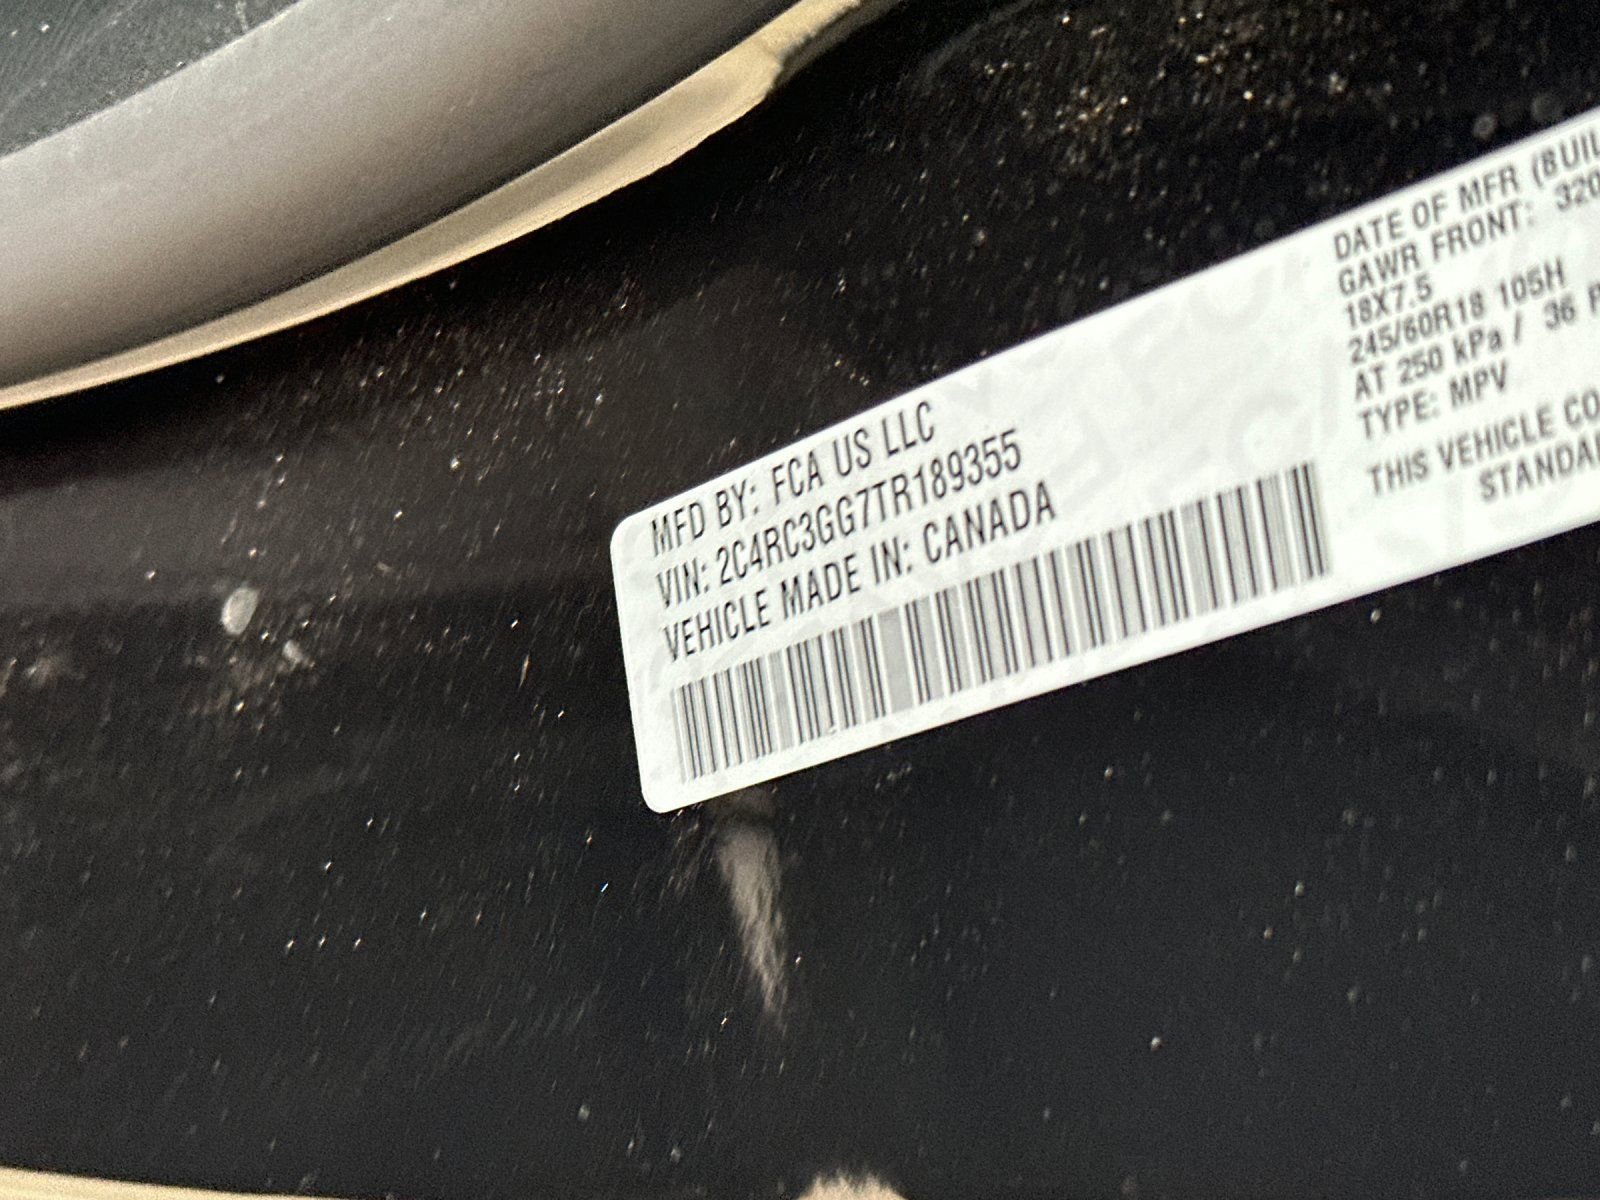 MFD BY: FCA US LLC
VIN: 2C4RC3GG7TR189355
VEHICLE MADE IN: CANADA
DATE OF MFR (BUIL
GAWR FRONT: 320
18X7.5
245/60R18 105H
AT 250 kPa / 36 P
TYPE: MPV
THIS VEHICLE CO
STANDA